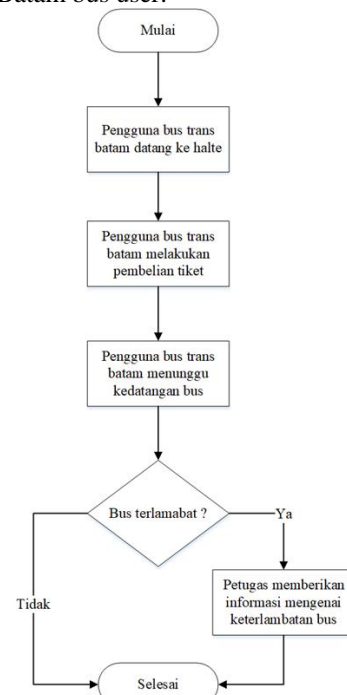 Batam bus user.
Mulai
Pengguna bus trans
batam datang ke halte
Pengguna bus trans
batam melakukan
pembelian tiket
Pengguna bus trans
batam menunggu
kedatangan bus
Bus terlamabat ?
Ya
Petugas memberikan
informasi mengenai
keterlambatan bus
Tidak
Selesai